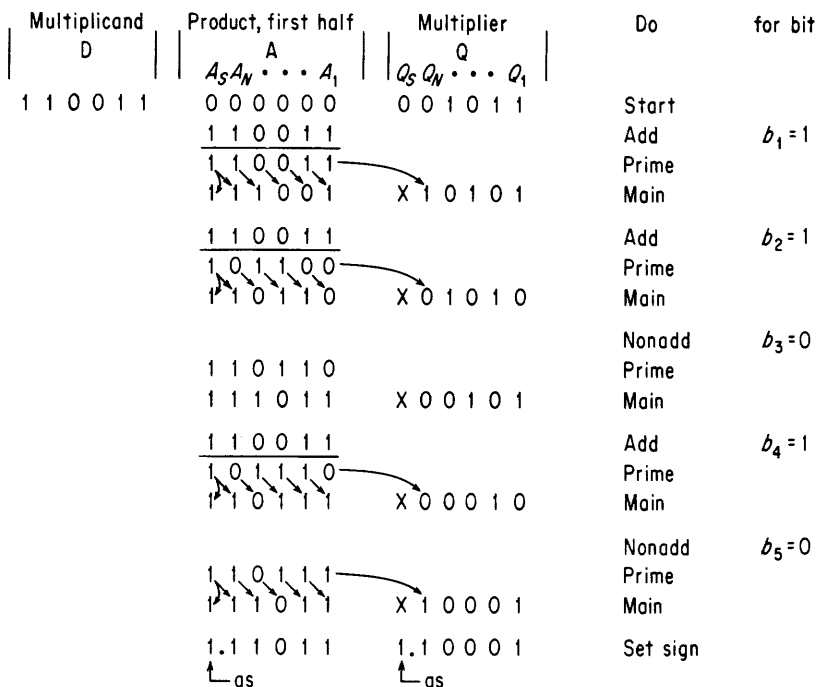 Multiplicand Product, first half Multiplier Do for bit
D A Q
A_S A_N · · · A_1 Q_S Q_N · · · Q_1
1 1 0 0 1 1 0 0 0 0 0 0 0 0 1 0 1 1 Start
1 1 0 0 1 1 Add b_1 = 1
1 1 0 0 1 1 Prime
1 1 1 0 0 1 X 1 0 1 0 1 Main
1 1 0 0 1 1 Add b_2 = 1
1 0 1 1 0 0 Prime
1 1 0 1 1 0 X 0 1 0 1 0 Main
Nonadd b_3 = 0
1 1 0 1 1 0 Prime
1 1 1 0 1 1 X 0 0 1 0 1 Main
1 1 0 0 1 1 Add b_4 = 1
1 0 1 1 1 0 Prime
1 1 0 1 1 1 X 0 0 0 1 0 Main
Nonadd b_5 = 0
1 1 0 1 1 1 Prime
1 1 1 0 1 1 X 1 0 0 0 1 Main
1.1 1 0 1 1 1.1 0 0 0 1 Set sign
as as